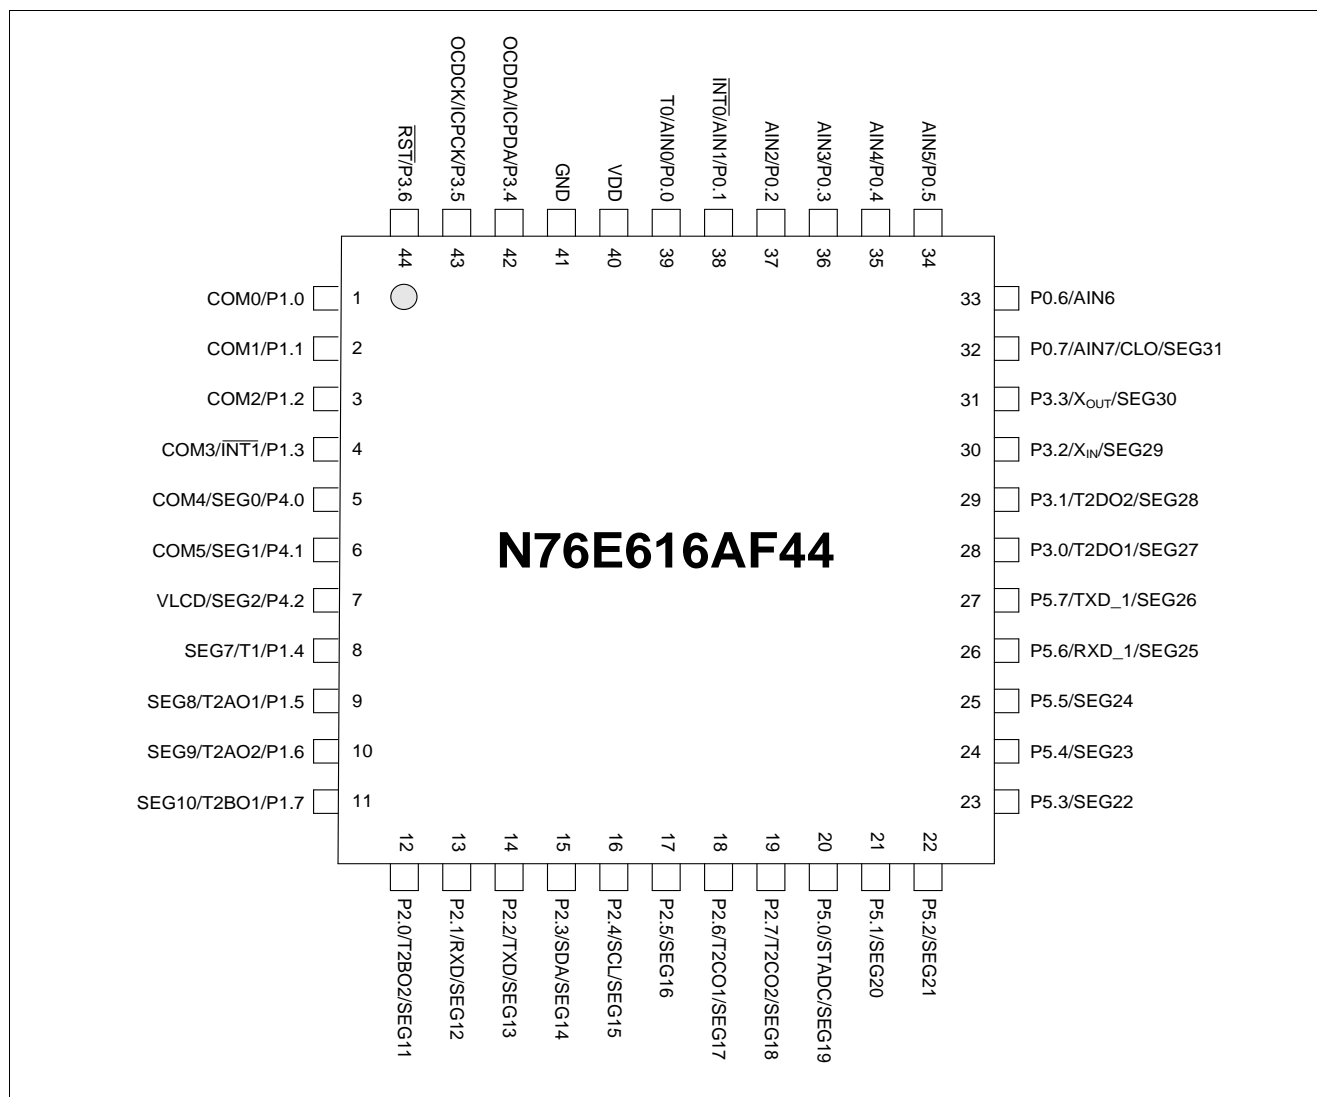 RST/P3.6
OCDCK/ICPCK/P3.5
OCDDA/ICPDA/P3.4
GND
VDD
T0/AIN0/P0.0
INT0/AIN1/P0.1
AIN2/P0.2
AIN3/P0.3
AIN4/P0.4
AIN5/P0.5
44
43
42
41
40
39
38
37
36
35
34
COM0/P1.0 1
COM1/P1.1 2
COM2/P1.2 3
COM3/INT1/P1.3 4
COM4/SEG0/P4.0 5
COM5/SEG1/P4.1 6
VLCD/SEG2/P4.2 7
SEG7/T1/P1.4 8
SEG8/T2AO1/P1.5 9
SEG9/T2AO2/P1.6 10
SEG10/T2BO1/P1.7 11
N76E616AF44
33 P0.6/AIN6
32 P0.7/AIN7/CLO/SEG31
31 P3.3/XOUT/SEG30
30 P3.2/XIN/SEG29
29 P3.1/T2DO2/SEG28
28 P3.0/T2DO1/SEG27
27 P5.7/TXD_1/SEG26
26 P5.6/RXD_1/SEG25
25 P5.5/SEG24
24 P5.4/SEG23
23 P5.3/SEG22
12
13
14
15
16
17
18
19
20
21
22
P2.0/T2BO2/SEG11
P2.1/RXD/SEG12
P2.2/TXD/SEG13
P2.3/SDA/SEG14
P2.4/SCL/SEG15
P2.5/SEG16
P2.6/T2CO1/SEG17
P2.7/T2CO2/SEG18
P5.0/STADC/SEG19
P5.1/SEG20
P5.2/SEG21